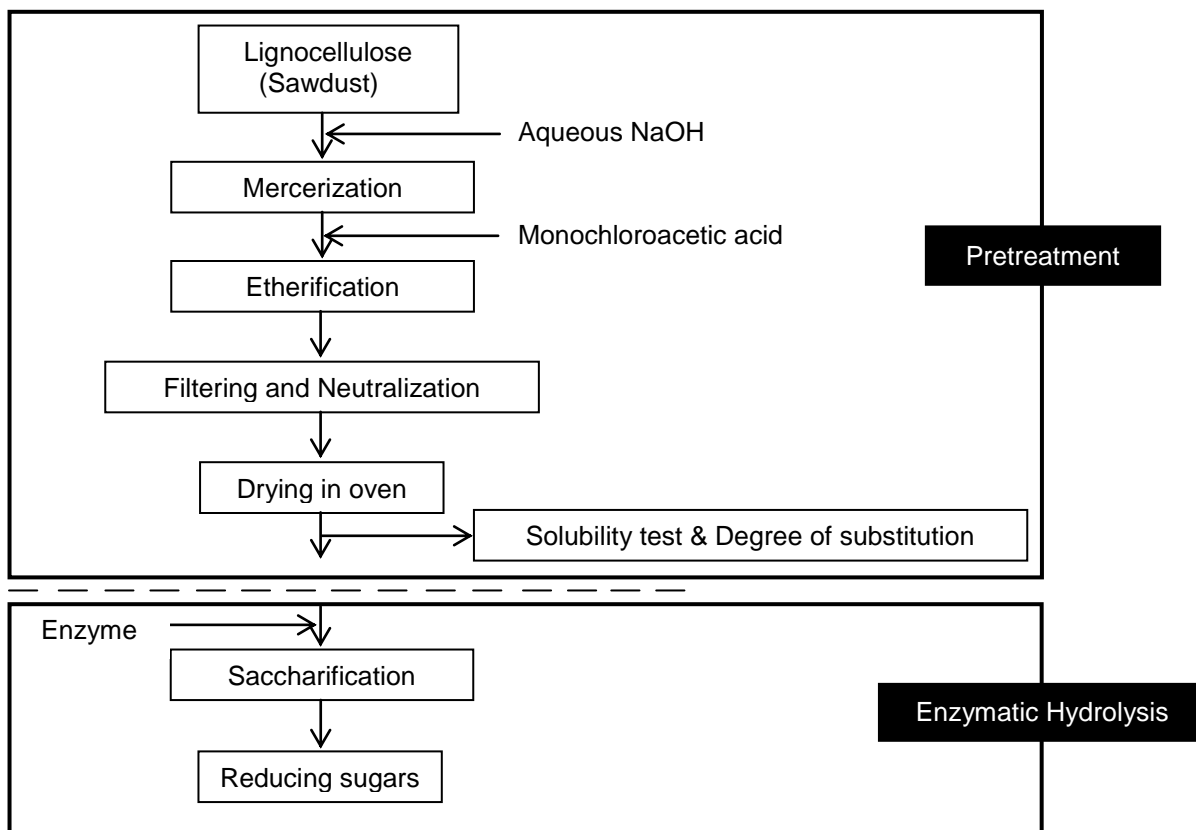 Lignocellulose
(Sawdust)
Aqueous NaOH
Mercerization
Monochloroacetic acid
Pretreatment
Etherification
Filtering and Neutralization
Drying in oven
Solubility test & Degree of substitution
Enzyme
Saccharification
Enzymatic Hydrolysis
Reducing sugars